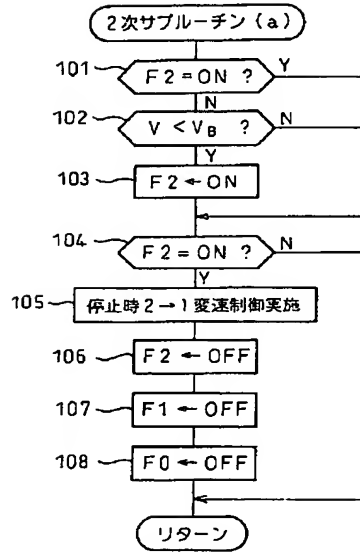 2次サブルーチン(a)
101
F2=ON ?
Y
N
102
V<VB ?
N
Y
103
F2←ON
104
F2=ON ?
N
Y
105
停止時2→1変速制御実施
106
F2←OFF
107
F1←OFF
108
F0←OFF
リターン